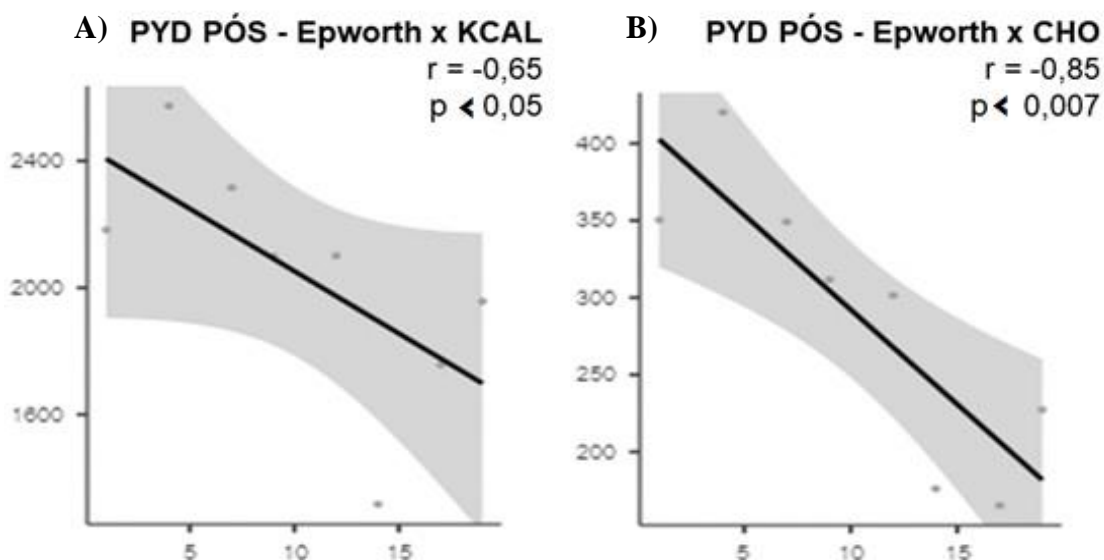 A) PYD PÓS - Epworth x KCAL
r = -0,65
p < 0,05
2400
2000
1600
5
10
15
B) PYD PÓS - Epworth x CHO
r = -0,85
p < 0,007
400
350
300
250
200
5
10
15